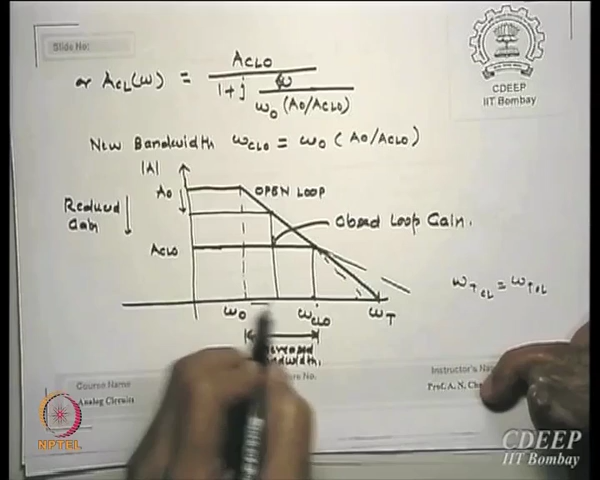 Slide No:
CDEEP
IIT Bombay
or ACL(ω) = ACLO / 1+j ω / ω0 (A0/ACLO)
New Bandwidth ωCLO = ω0 (A0/ACLO)
|A|
A0
OPEN LOOP
Reduced Gain
Closed Loop Gain.
ACLO
ωTCL = ωTOL
ω0
ωCLO
ωT
Increased
Bandwidth.
Course Name
Analog Circuits
Instructor's Na
Prof. A. N. Ch
NPTEL
CDEEP
IIT Bombay